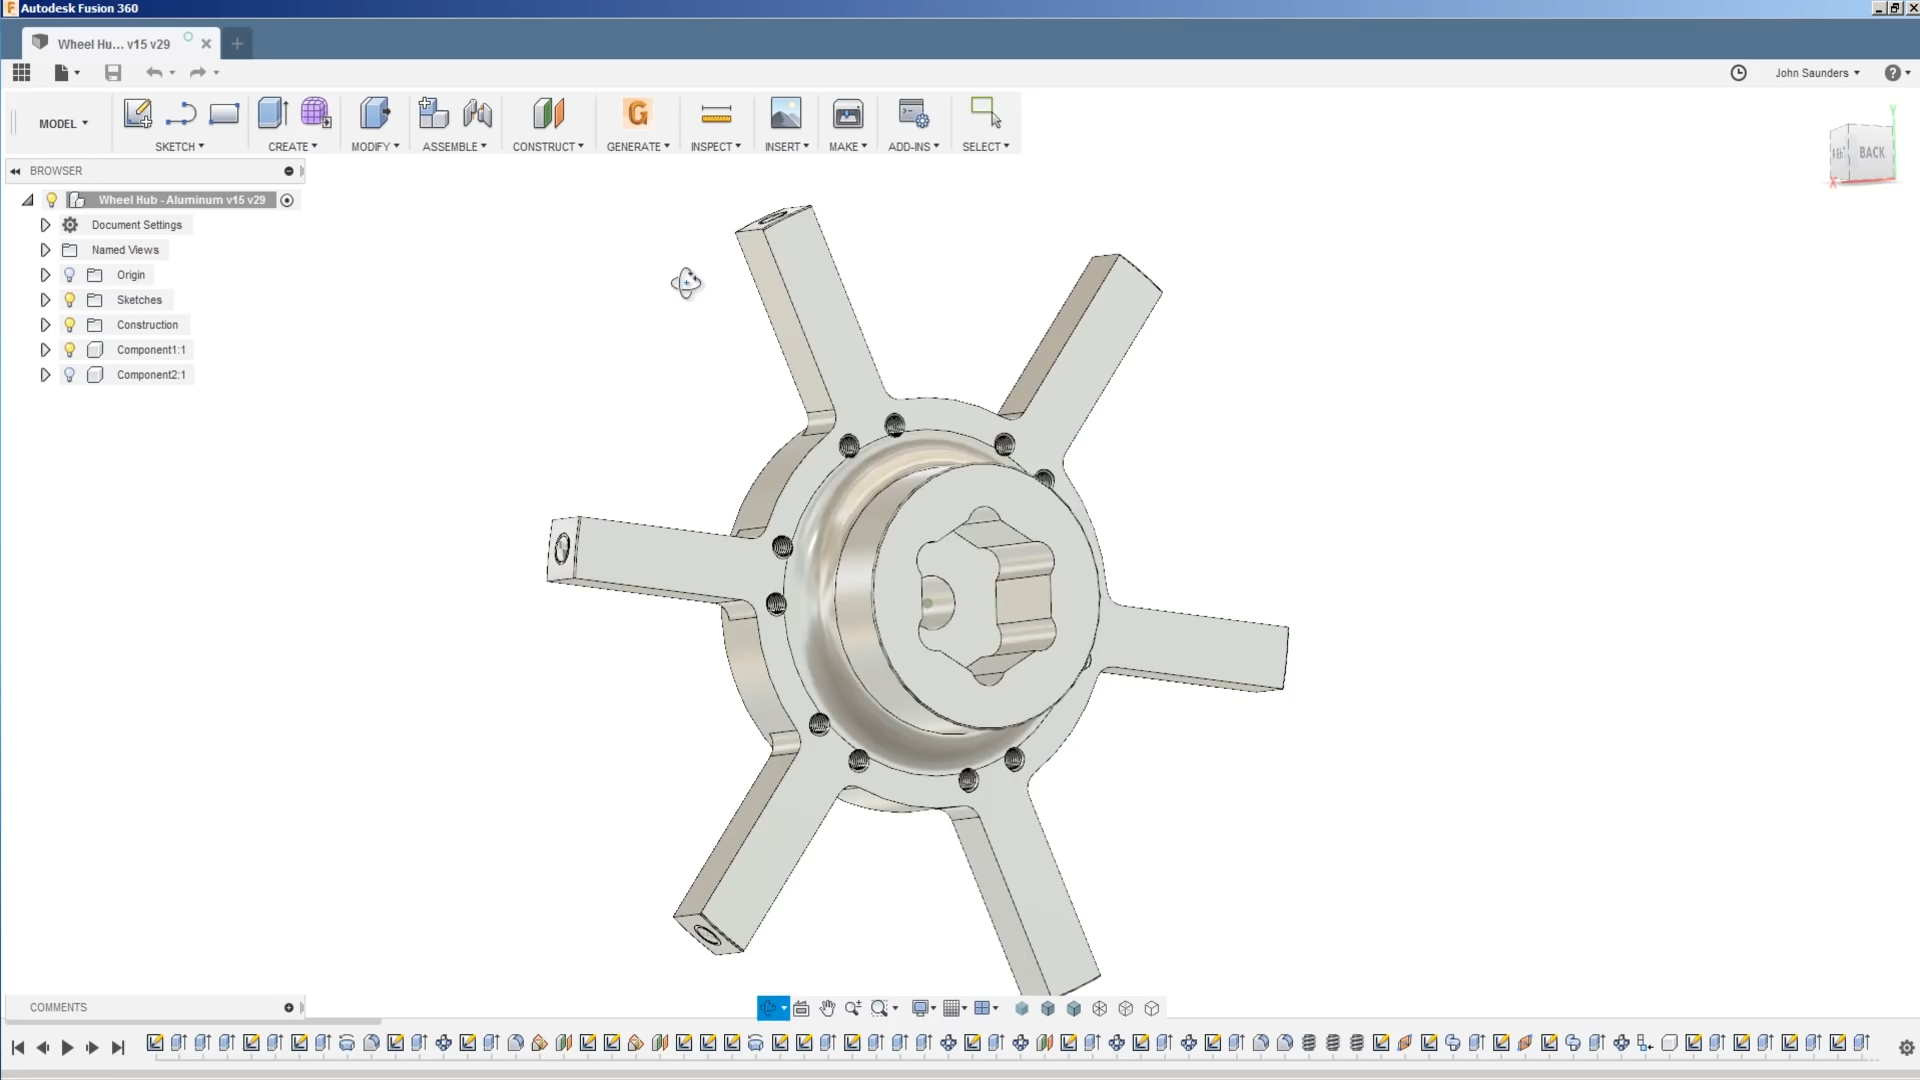 Autodesk Fusion 360
Wheel Hu... v15 v29
John Saunders
MODEL
SKETCH
CREATE
MODIFY
ASSEMBLE
CONSTRUCT
GENERATE
INSPECT
INSERT
MAKE
ADD-INS
SELECT
BACK
BROWSER
Wheel Hub - Aluminum v15 v29
Document Settings
Named Views
Origin
Sketches
Construction
Component1:1
Component2:1
COMMENTS